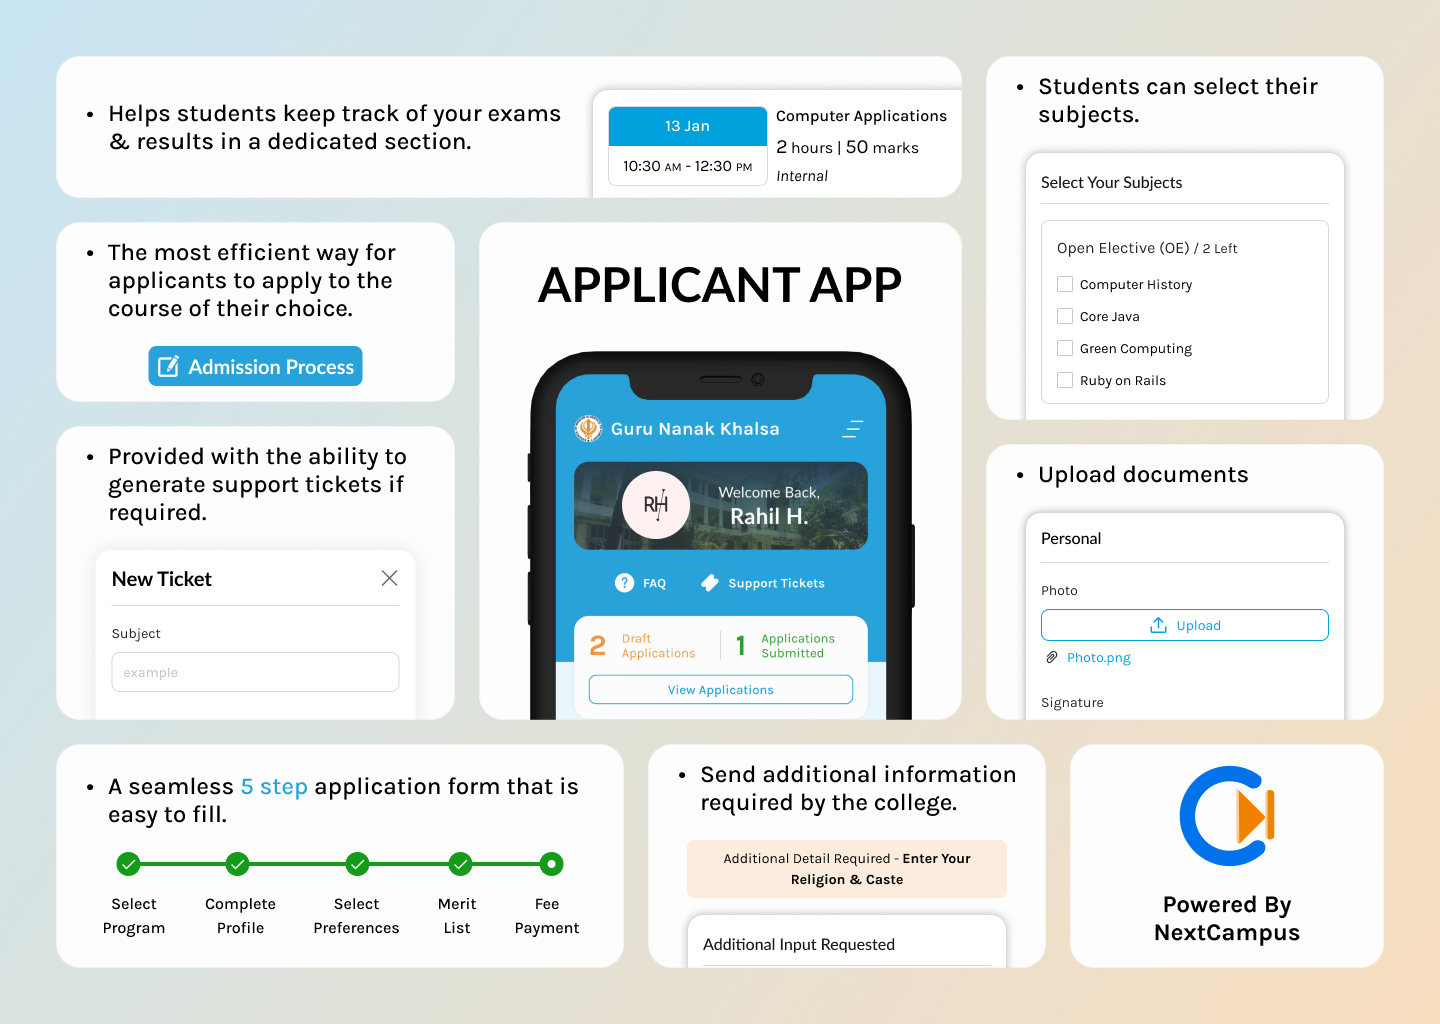 • Helps students keep track of your exams
& results in a dedicated section.
13 Jan
10:30 AM - 12:30 PM
Computer Applications
2 hours | 50 marks
Internal
• Students can select their
subjects.
Select Your Subjects
Open Elective (OE) / 2 Left
Computer History
Core Java
Green Computing
Ruby on Rails
• The most efficient way for
applicants to apply to the
course of their choice.
Admission Process
APPLICANT APP
Guru Nanak Khalsa
RH
Welcome Back,
Rahil H.
? FAQ
Support Tickets
2 Draft
Applications
1 Applications
Submitted
View Applications
• Provided with the ability to
generate support tickets if
required.
New Ticket
Subject
example
• Upload documents
Personal
Photo
Upload
Photo.png
Signature
• A seamless 5 step application form that is
easy to fill.
Select
Program
Complete
Profile
Select
Preferences
Merit
List
Fee
Payment
• Send additional information
required by the college.
Additional Detail Required - Enter Your
Religion & Caste
Additional Input Requested
Powered By
NextCampus